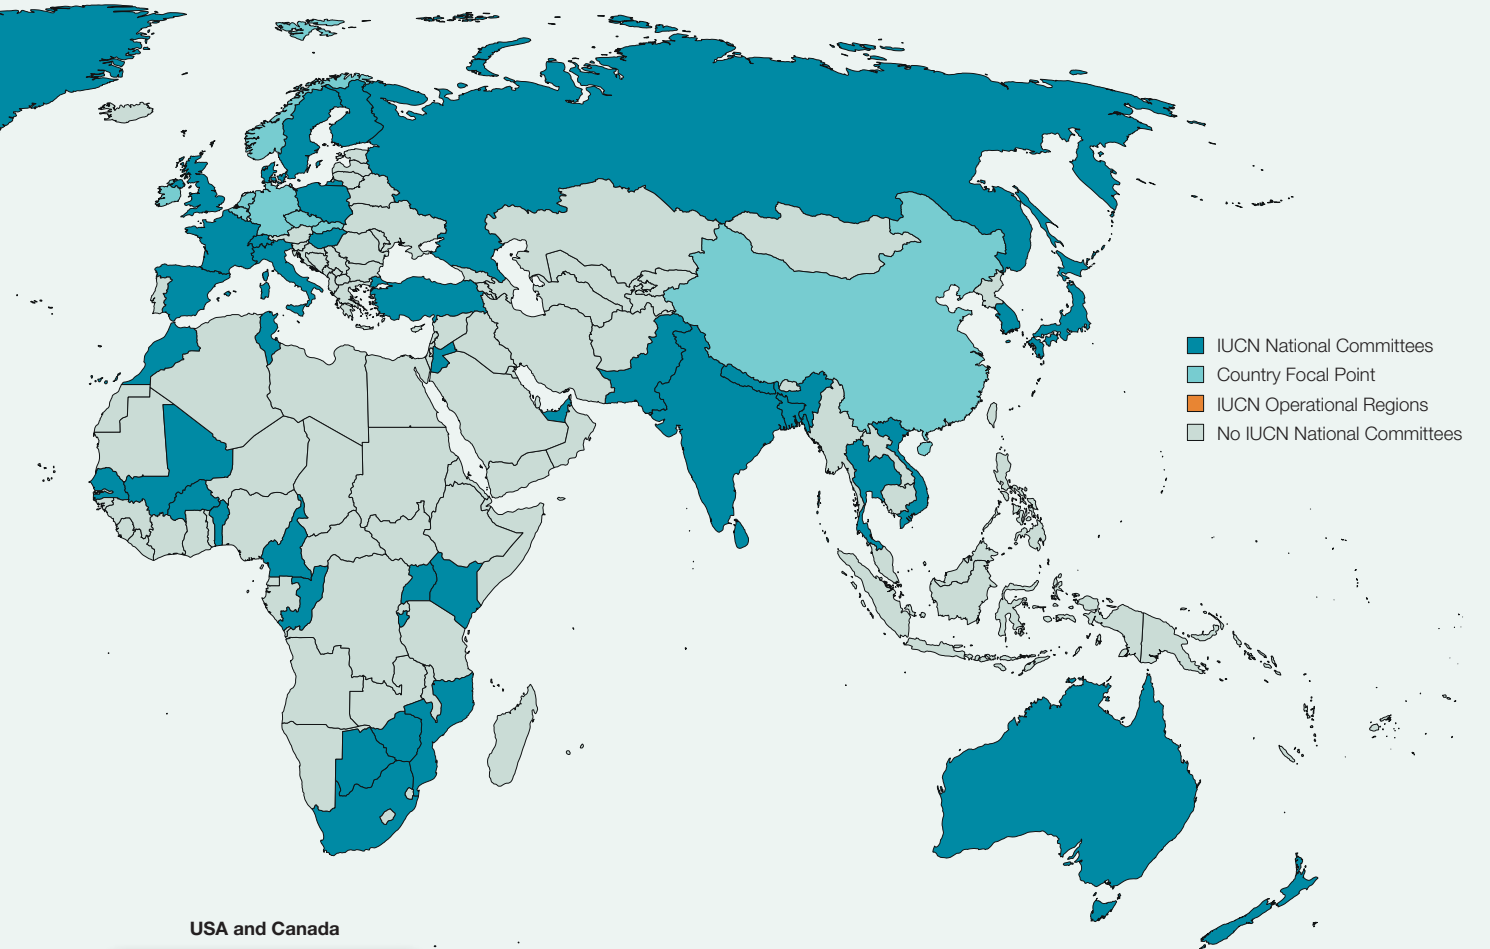 IUCN National Committees
Country Focal Point
IUCN Operational Regions
No IUCN National Committees
USA and Canada